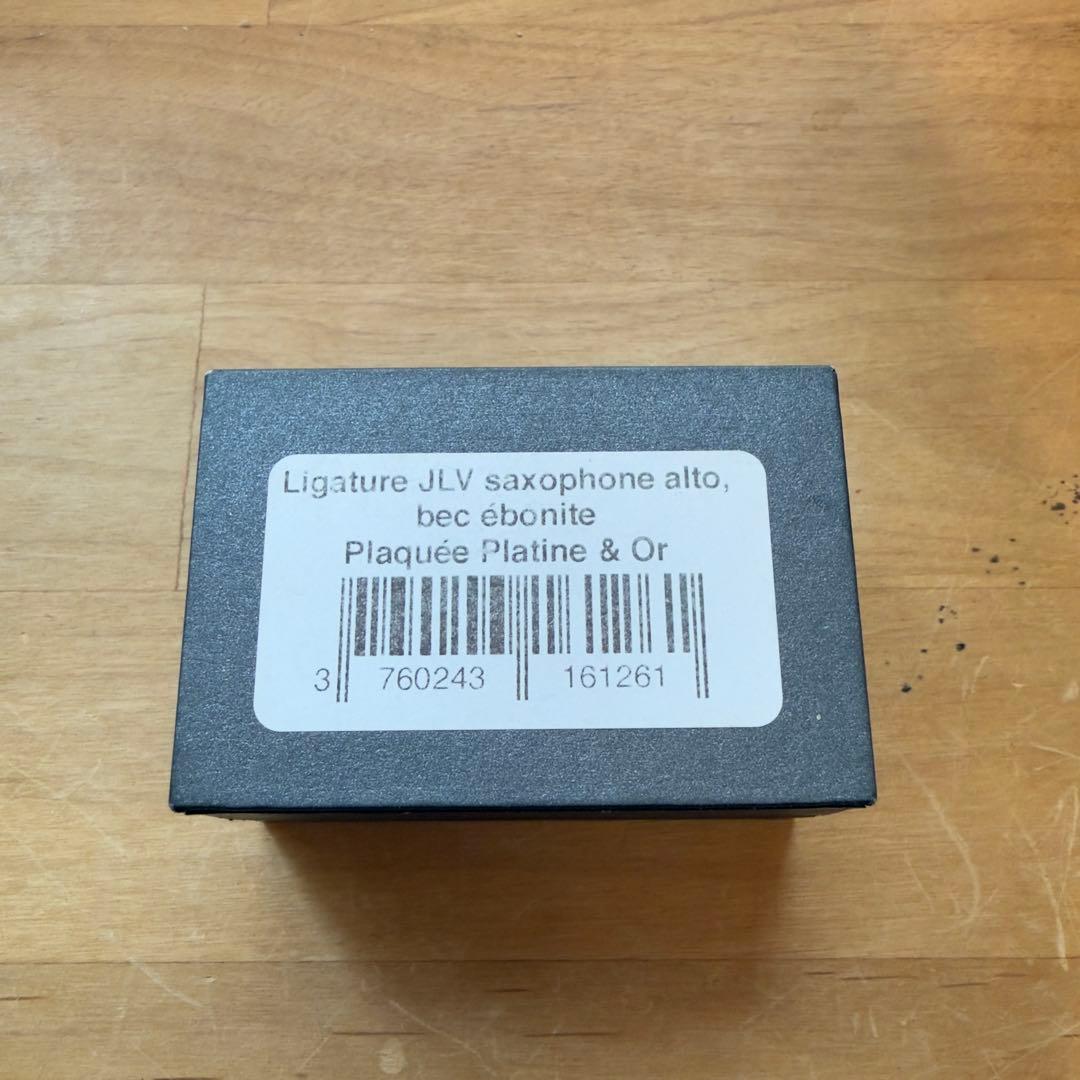 Ligature JLV saxophone alto,
bec ébonite
Plaquée Platine & Or
3 760243 161261